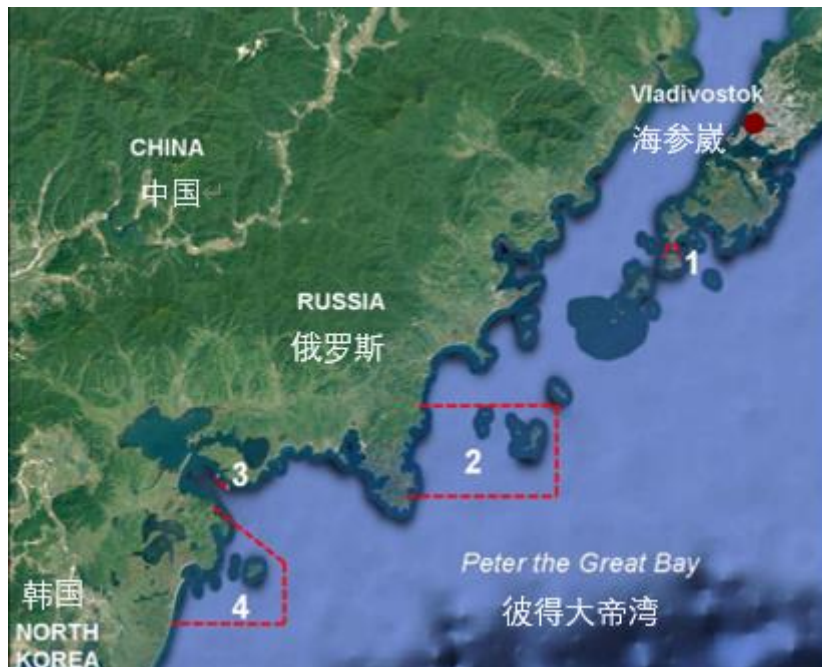 Vladivostok
海参崴
CHINA
中国
1
RUSSIA
俄罗斯
2
3
Peter the Great Bay
彼得大帝湾
4
韩国
NORTH
KOREA